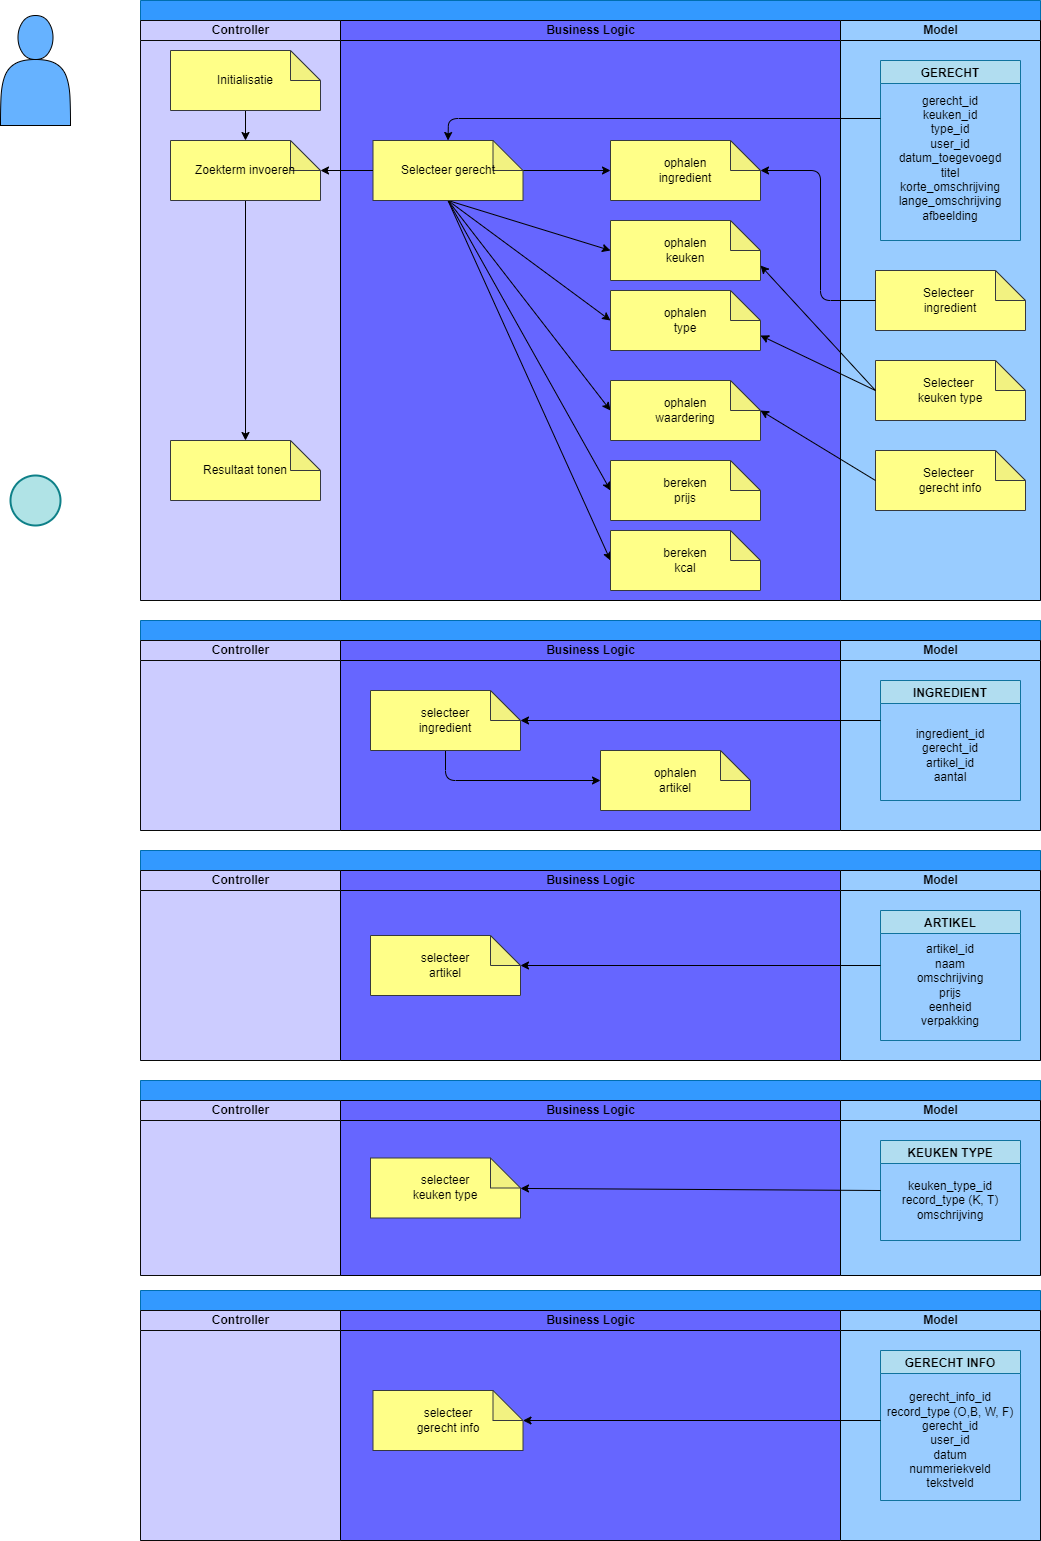 Controller
Business Logic
Model
Initialisatie
Zoekterm invoeren
Resultaat tonen
Selecteer gerecht
ophalen
ingredient
ophalen
keuken
ophalen
type
ophalen
waardering
bereken
prijs
bereken
kcal
GERECHT
gerecht_id
keuken_id
type_id
user_id
datum_toegevoegd
titel
korte_omschrijving
lange_omschrijving
afbeelding
Selecteer
ingredient
Selecteer
keuken type
Selecteer
gerecht info
Controller
Business Logic
Model
selecteer
ingredient
ophalen
artikel
INGREDIENT
ingredient_id
gerecht_id
artikel_id
aantal
Controller
Business Logic
Model
selecteer
artikel
ARTIKEL
artikel_id
naam
omschrijving
prijs
eenheid
verpakking
Controller
Business Logic
Model
selecteer
keuken type
KEUKEN TYPE
keuken_type_id
record_type (K, T)
omschrijving
Controller
Business Logic
Model
selecteer
gerecht info
GERECHT INFO
gerecht_info_id
record_type (O,B, W, F)
gerecht_id
user_id
datum
nummeriekveld
tekstveld